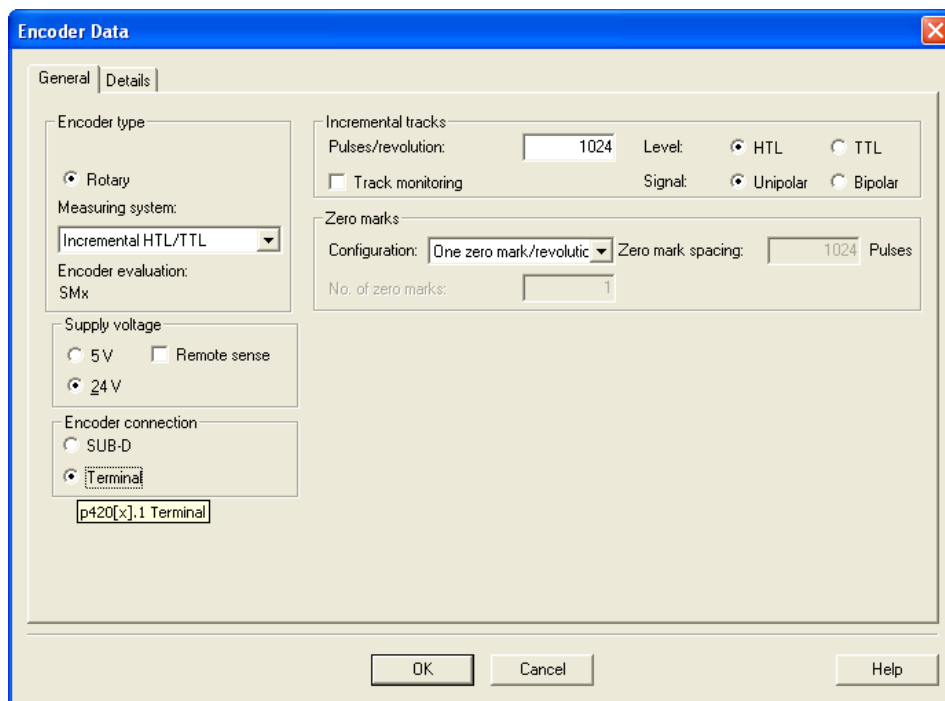 Encoder Data
General
Details
Encoder type
Rotary
Measuring system:
Incremental HTL/TTL
Encoder evaluation:
SMx
Incremental tracks
Pulses/revolution: 1024 Level: HTL TTL
Track monitoring Signal: Unipolar Bipolar
Zero marks
Configuration: One zero mark/revolutic Zero mark spacing: 1024 Pulses
No. of zero marks: 1
Supply voltage
5 V Remote sense
24 V
Encoder connection
SUB-D
Terminal
p420[x].1 Terminal
OK Cancel Help